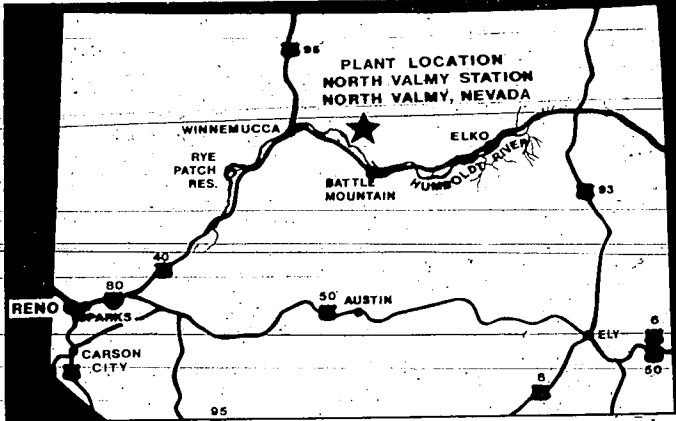 95
PLANT LOCATION
NORTH VALMY STATION
NORTH VALMY, NEVADA
WINNEMUCCA
ELKO
RYE
PATCH
RES.
BATTLE
MOUNTAIN
HUMBOLDT RIVER
93
40
80
RENO
SPARKS
50
AUSTIN
ELY
6
50
CARSON
CITY
6
95